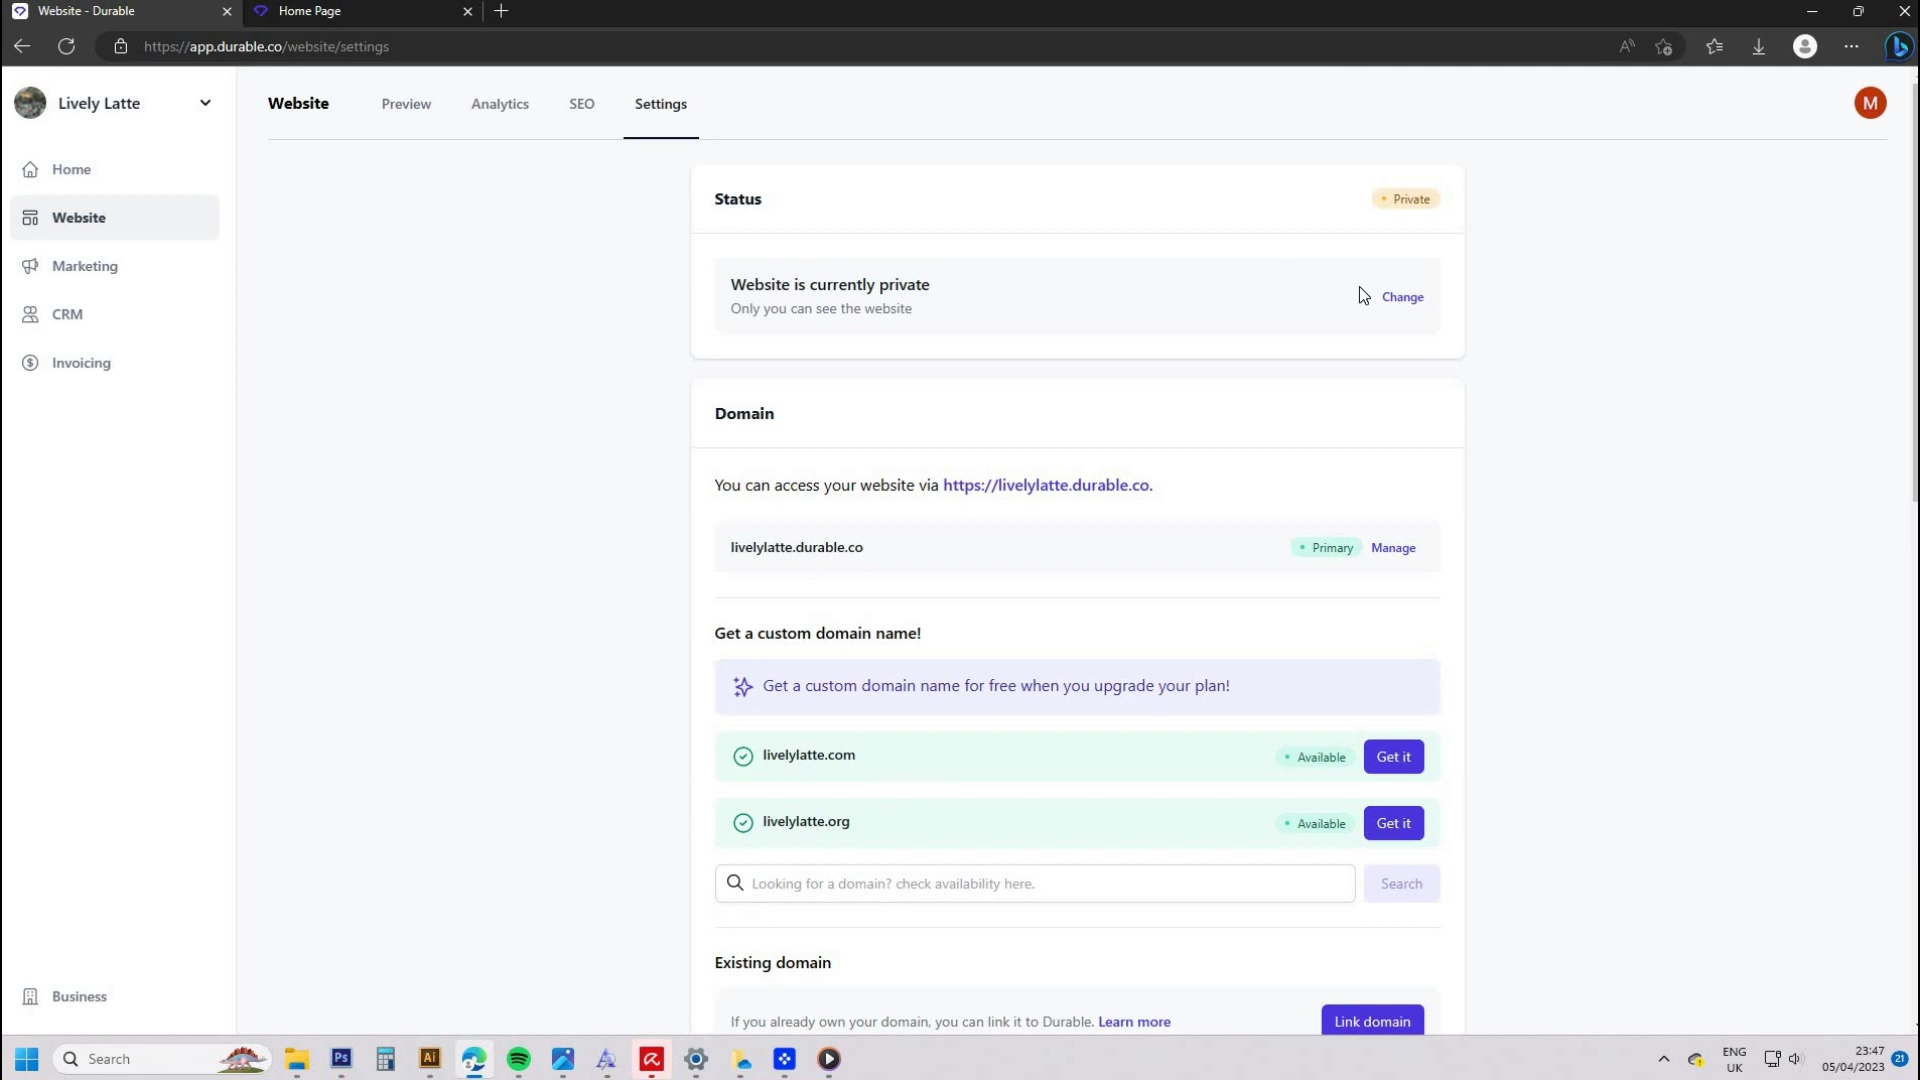 Website - Durable
Home Page
https://app.durable.co/website/settings
Lively Latte
Website
Preview
Analytics
SEO
Settings
M
Home
Website
Marketing
CRM
Invoicing
Business
Status
Private
Website is currently private
Only you can see the website
Change
Domain
You can access your website via https://livelylatte.durable.co.
livelylatte.durable.co
Primary
Manage
Get a custom domain name!
Get a custom domain name for free when you upgrade your plan!
livelylatte.com
Available
Get it
livelylatte.org
Available
Get it
Looking for a domain? check availability here.
Search
Existing domain
If you already own your domain, you can link it to Durable. Learn more
Link domain
Search
Ps
Ai
ENG
UK
23:47
05/04/2023
21